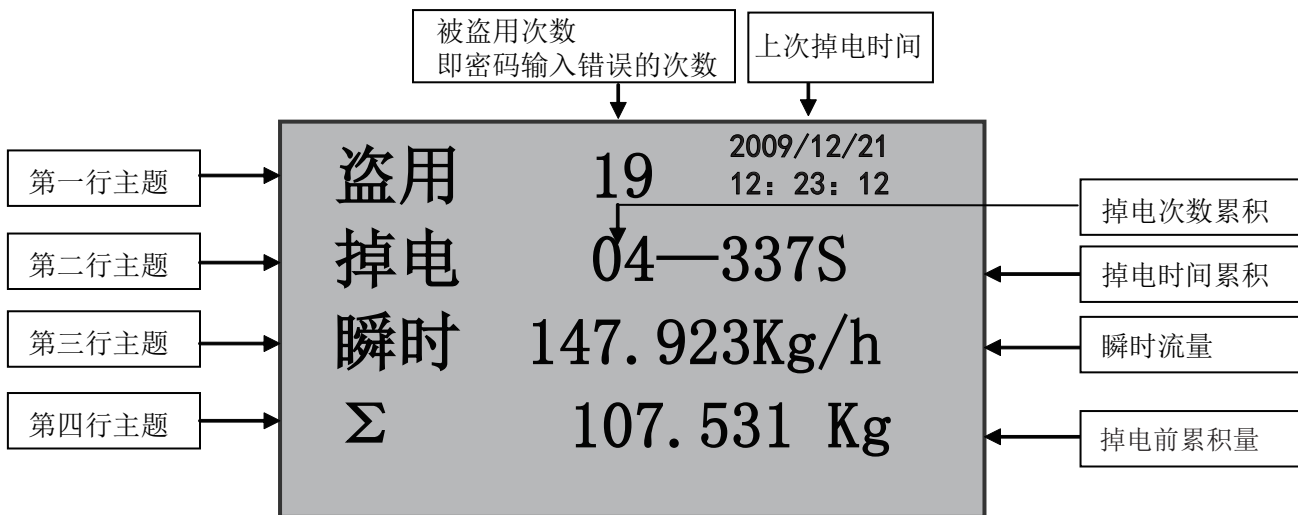 被盗用次数
即密码输入错误的次数
上次掉电时间
第一行主题
盗用 19 2009/12/21
12：23：12
掉电次数累积
第二行主题
掉电 04—337S
掉电时间累积
第三行主题
瞬时 147.923Kg/h
瞬时流量
第四行主题
Σ 107.531 Kg
掉电前累积量